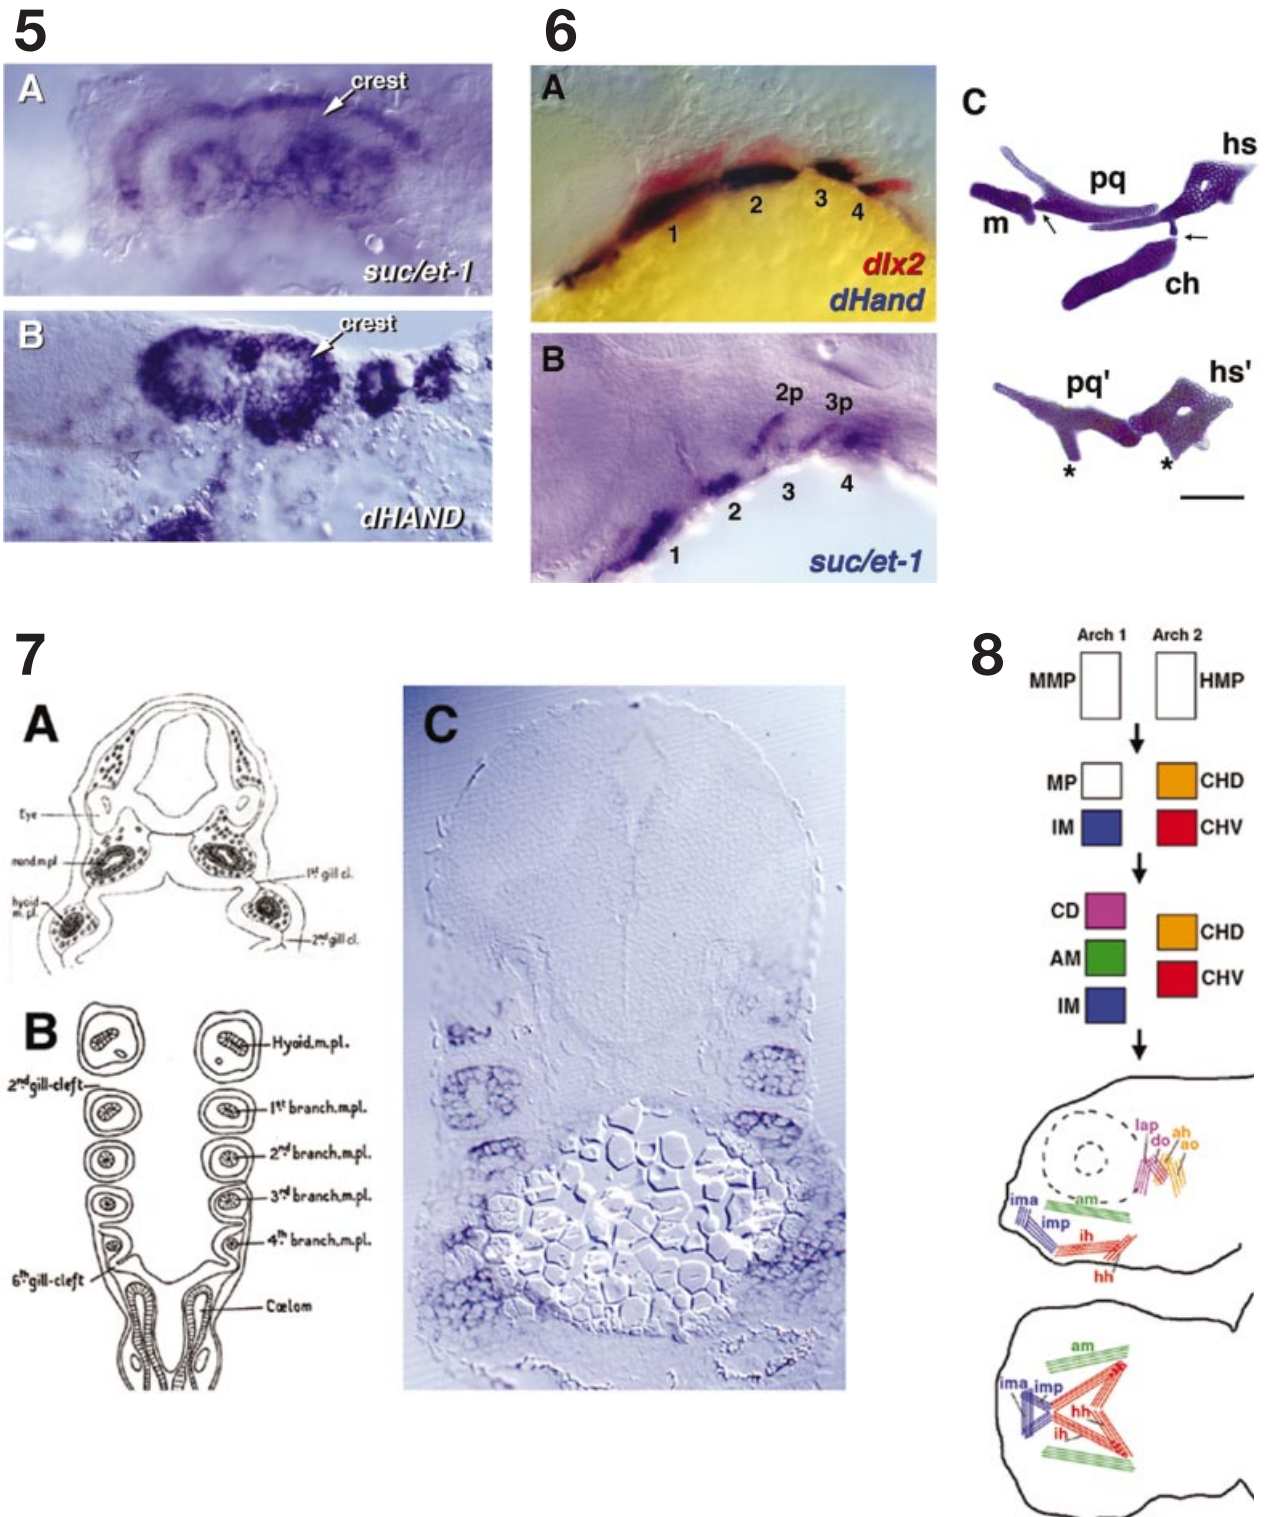 5
A
crest
suc/et-1
B
crest
dHAND
6
A
1
2
3
4
dlx2
dHand
B
2p
3p
1
2
3
4
suc/et-1
C
hs
pq
m
ch
pq'
hs'
*
*
7
A
Eye
mand.m.pl
hyoid
m. pl.
1st gill cl.
2nd gill cl.
B
Hyoid.m.pl.
2nd gill-cleft
1st branch.m.pl.
2nd branch.m.pl.
3rd branch.m.pl.
4th branch.m.pl.
6th gill-cleft
Cœlom
C
8
Arch 1 Arch 2
MMP HMP
MP CHD
IM CHV
CD
CHD
AM
CHV
IM
lap
do
ah
ao
ima
am
imp
ih
hh
am
ima
imp
hh
ih